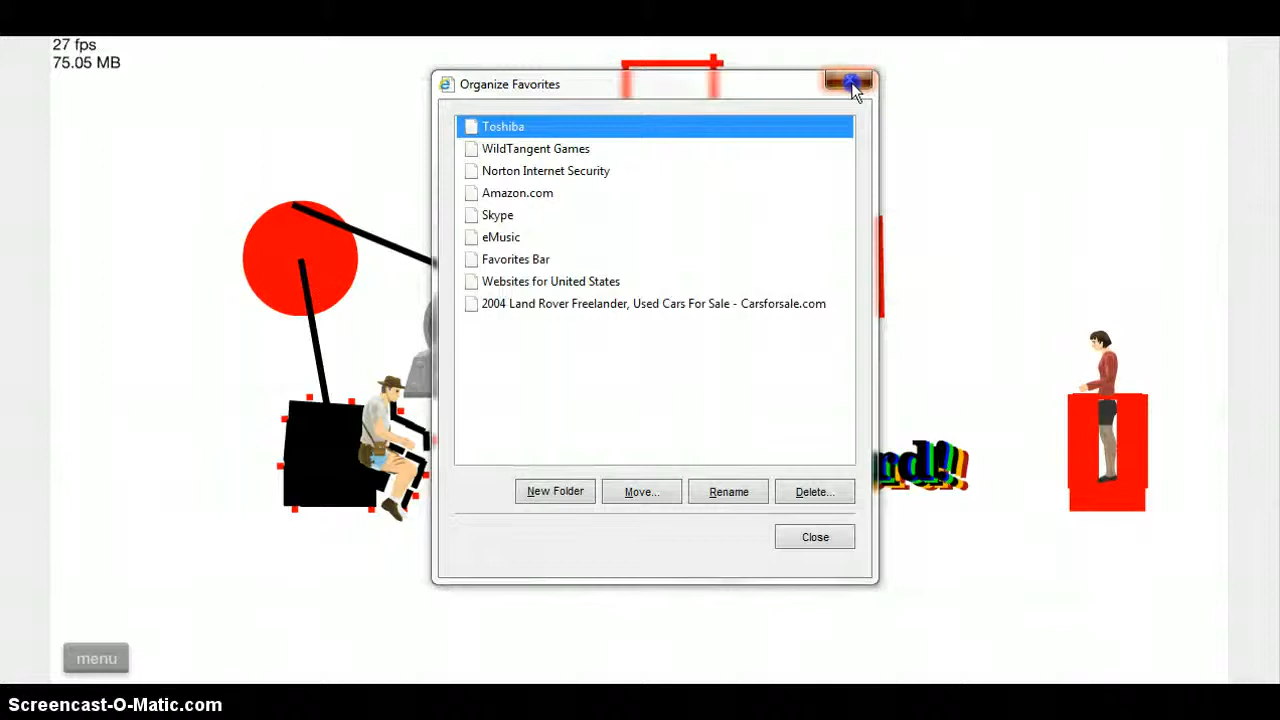 27 fps
75.05 MB
Organize Favorites
Toshiba
WildTangent Games
Norton Internet Security
Amazon.com
Skype
eMusic
Favorites Bar
Websites for United States
2004 Land Rover Freelander, Used Cars For Sale - Carsforsale.com
rd!!
New Folder
Move...
Rename
Delete...
Close
menu
Screencast-O-Matic.com